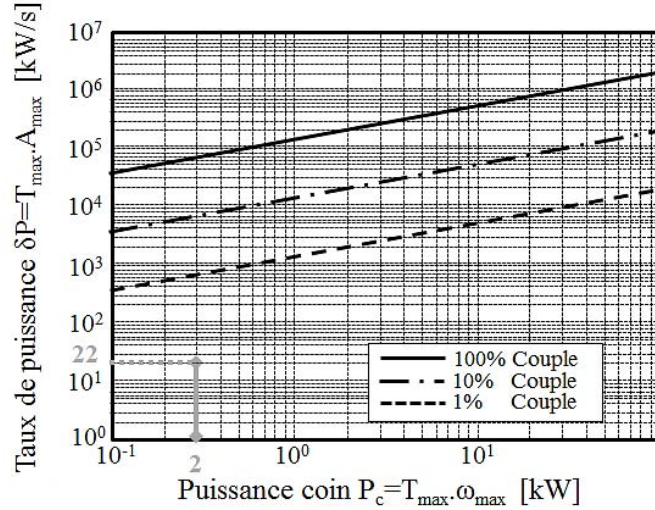 Taux de puissance δP=T_max.A_max [kW/s]
10^7
10^6
10^5
10^4
10^3
10^2
22
10^1
10^0
100% Couple
10% Couple
1% Couple
10^-1 10^0 10^1
2
Puissance coin P_c=T_max.ω_max [kW]